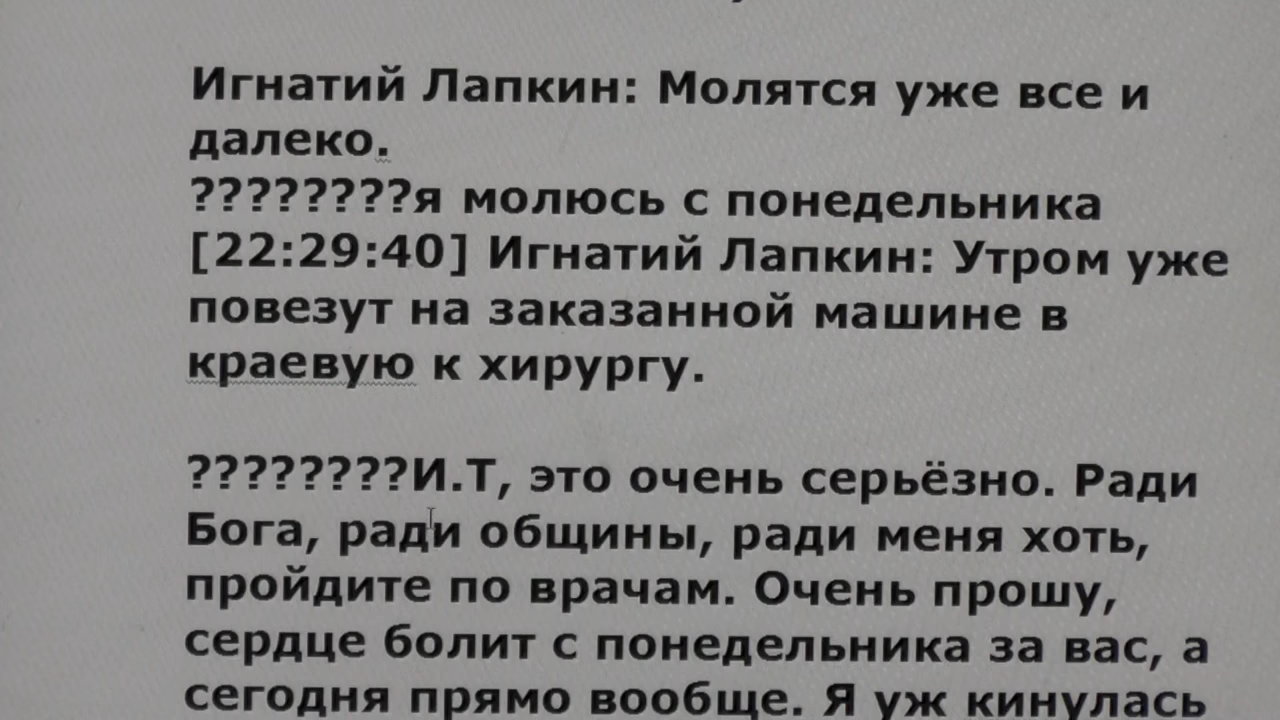 Игнатий Лапкин: Молятся уже все и
далеко.
????????я молюсь с понедельника
[22:29:40] Игнатий Лапкин: Утром уже
повезут на заказанной машине в
краевую к хирургу.
????????И.Т, это очень серьёзно. Ради
Бога, ради общины, ради меня хоть,
пройдите по врачам. Очень прошу,
сердце болит с понедельника за вас, а
сегодня прямо вообще. Я уж кинулась